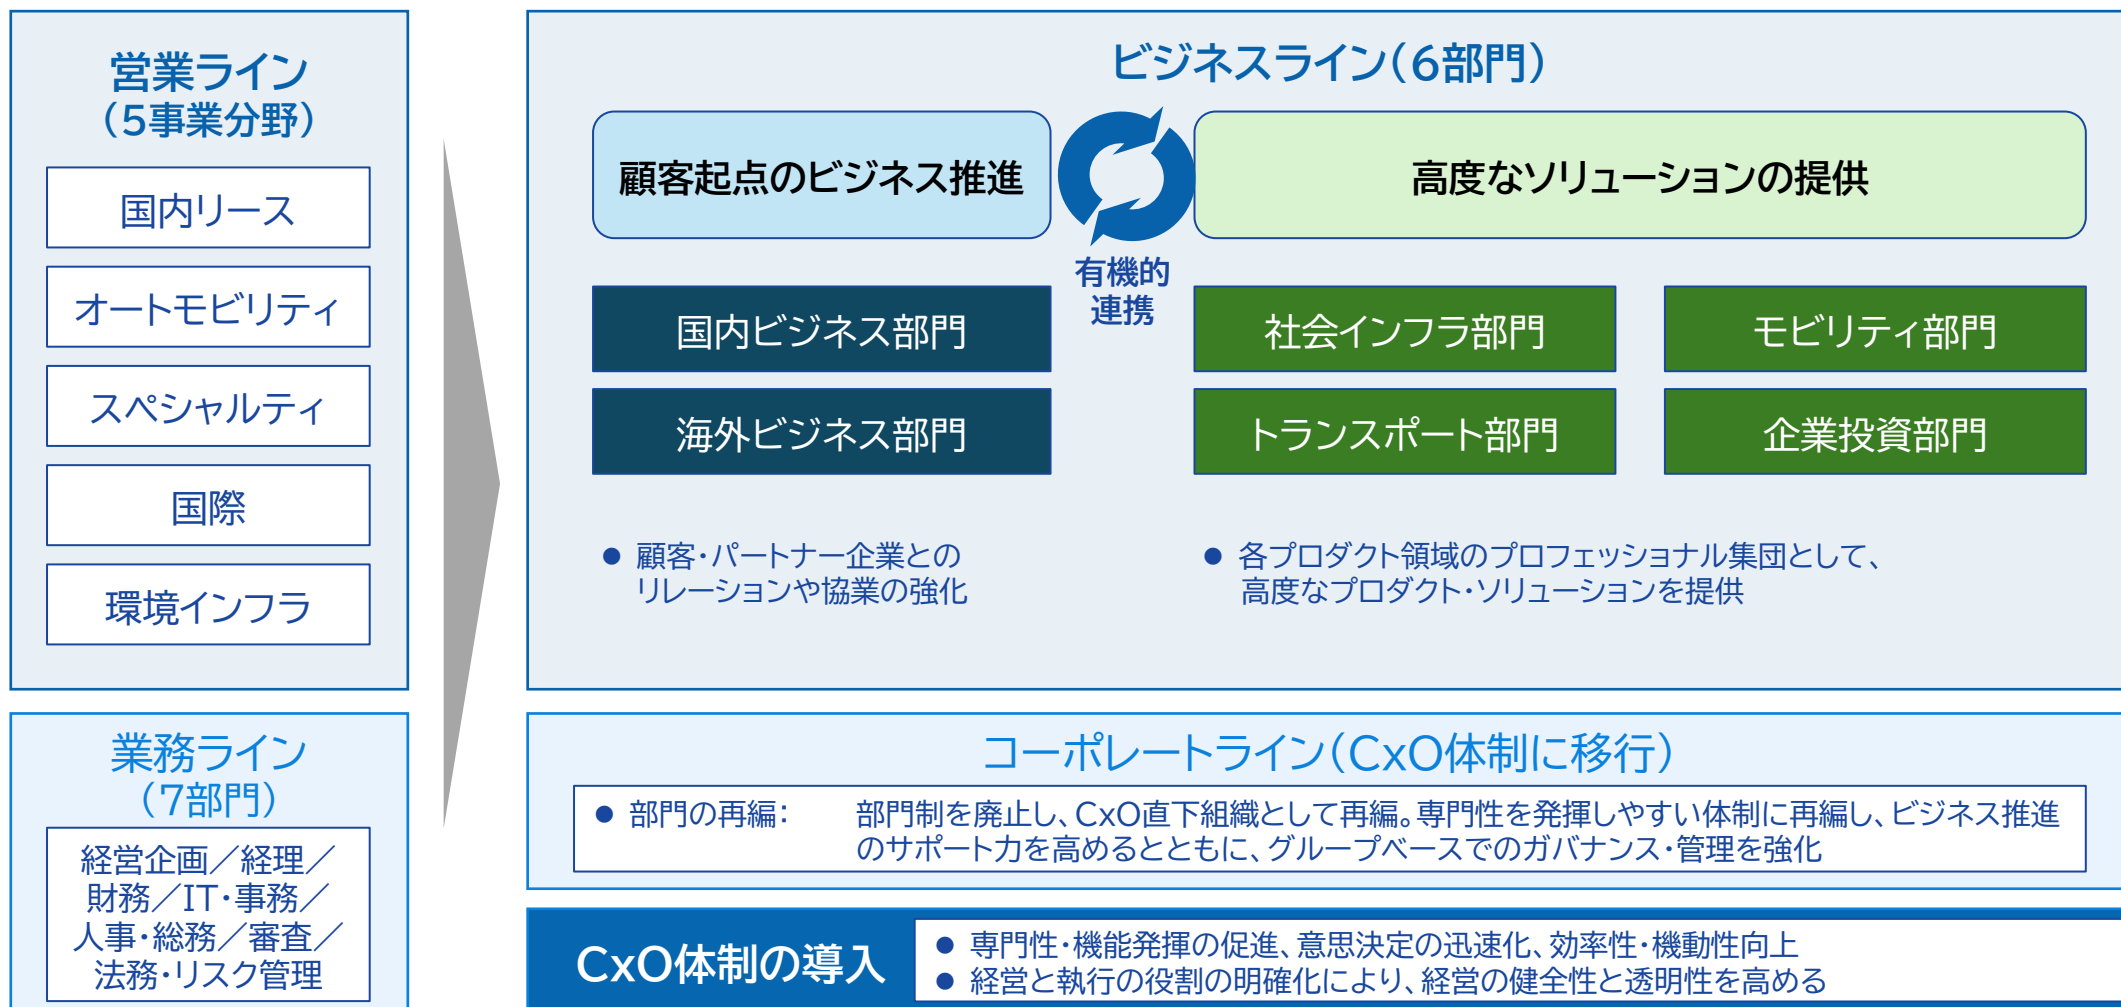 営業ライン
（5事業分野）
国内リース
オートモビリティ
スペシャルティ
国際
環境インフラ
業務ライン
（7部門）
経営企画／経理／
財務／IT・事務／
人事・総務／審査／
法務・リスク管理
ビジネスライン（6部門）
顧客起点のビジネス推進
高度なソリューションの提供
有機的
連携
国内ビジネス部門
海外ビジネス部門
社会インフラ部門
モビリティ部門
トランスポート部門
企業投資部門
● 顧客・パートナー企業との
リレーションや協業の強化
● 各プロダクト領域のプロフェッショナル集団として、
高度なプロダクト・ソリューションを提供
コーポレートライン（CxO体制に移行）
● 部門の再編： 部門制を廃止し、CxO直下組織として再編。専門性を発揮しやすい体制に再編し、ビジネス推進
のサポート力を高めるとともに、グループベースでのガバナンス・管理を強化
CxO体制の導入
● 専門性・機能発揮の促進、意思決定の迅速化、効率性・機動性向上
● 経営と執行の役割の明確化により、経営の健全性と透明性を高める